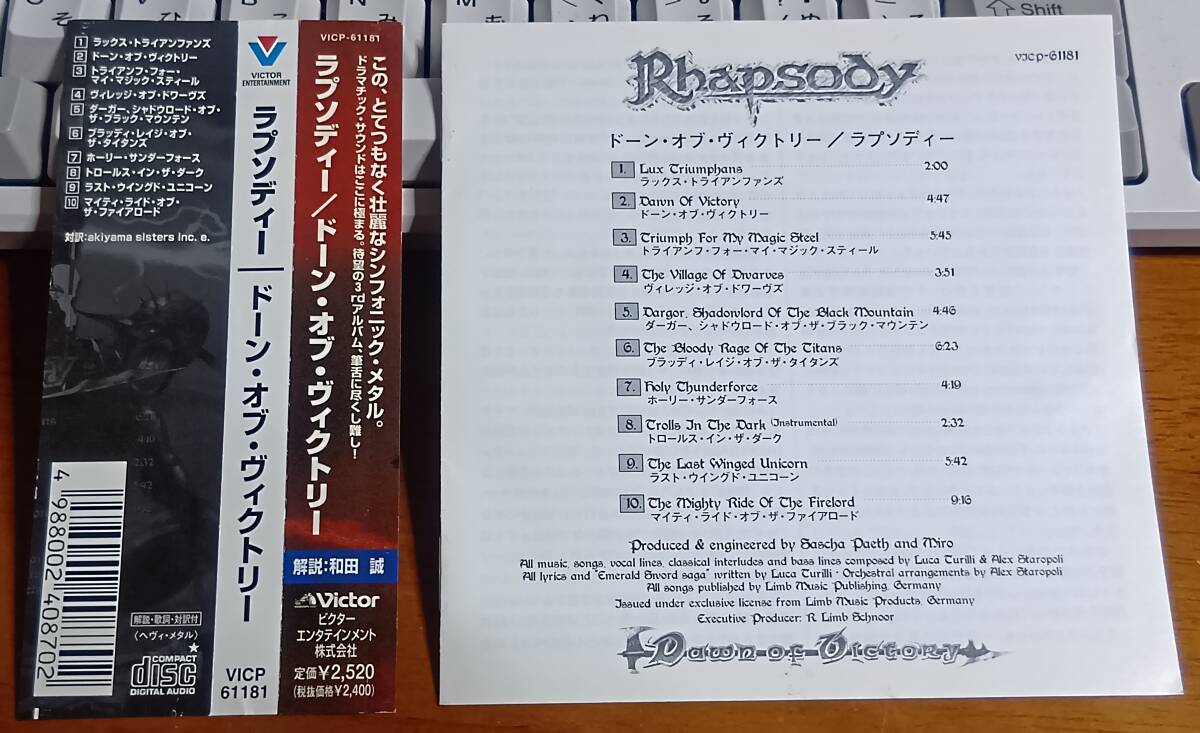 Shift
1 ラックス・トライアンファンズ
2 ドーン・オブ・ヴィクトリー
3 トライアンフ・フォー・
マイ・マジック・スティール
4 ヴィレッジ・オブ・ドワーヴズ
5 ダーガー、シャドウロード・オブ・
ザ・ブラック・マウンテン
6 ブラッディ・レイジ・オブ・
ザ・タイタンズ
7 ホーリー・サンダーフォース
8 トロールス・イン・ザ・ダーク
9 ラスト・ウイングド・ユニコーン
10 マイティ・ライド・オブ・
ザ・ファイアロード
対訳:akiyama sisters inc. e.
4 988002 408702
解説・歌詞・対訳付
〈ヘヴィ・メタル〉
COMPACT
disc
DIGITAL AUDIO
VICTOR
ENTERTAINMENT
ラプソディー
ドーン・オブ・ヴィクトリー
VICP
61181
VICP-61181
この、とてつもなく壮麗なシンフォニック・メタル。
ドラマチック・サウンドはここに極まる。待望の3rdアルバム、筆舌に尽くし難し!
ラプソディー/ドーン・オブ・ヴィクトリー
解説:和田 誠
Victor
ビクター
エンタテインメント
株式会社
定価¥2,520
(税抜価格¥2,400)
Rhapsody
VICP-61181
ドーン・オブ・ヴィクトリー/ラプソディー
1. Lux Triumphans 2:00
ラックス・トライアンファンズ
2. Dawn Of Victory 4:47
ドーン・オブ・ヴィクトリー
3. Triumph For My Magic Steel 5:45
トライアンフ・フォー・マイ・マジック・スティール
4. The Village Of Dwarves 3:51
ヴィレッジ・オブ・ドワーヴズ
5. Dargor, Shadowlord Of The Black Mountain 4:46
ダーガー、シャドウロード・オブ・ザ・ブラック・マウンテン
6. The Bloody Rage Of The Titans 6:23
ブラッディ・レイジ・オブ・ザ・タイタンズ
7. Holy Thunderforce 4:19
ホーリー・サンダーフォース
8. Trolls In The Dark (Instrumental) 2:32
トロールス・イン・ザ・ダーク
9. The Last Winged Unicorn 5:42
ラスト・ウイングド・ユニコーン
10. The Mighty Ride Of The Firelord 9:16
マイティ・ライド・オブ・ザ・ファイアロード
Produced & engineered by Sascha Paeth and Miro
All music, songs, vocal lines, classical interludes and bass lines composed by Luca Turilli & Alex Staropoli
All lyrics and "Emerald Sword saga" written by Luca Turilli · Orchestral arrangements by Alex Staropoli
All songs published by Limb Music Publishing, Germany
Issued under exclusive license from Limb Music Products, Germany
Executive Producer: R. Limb Schnoor
Dawn of Victory